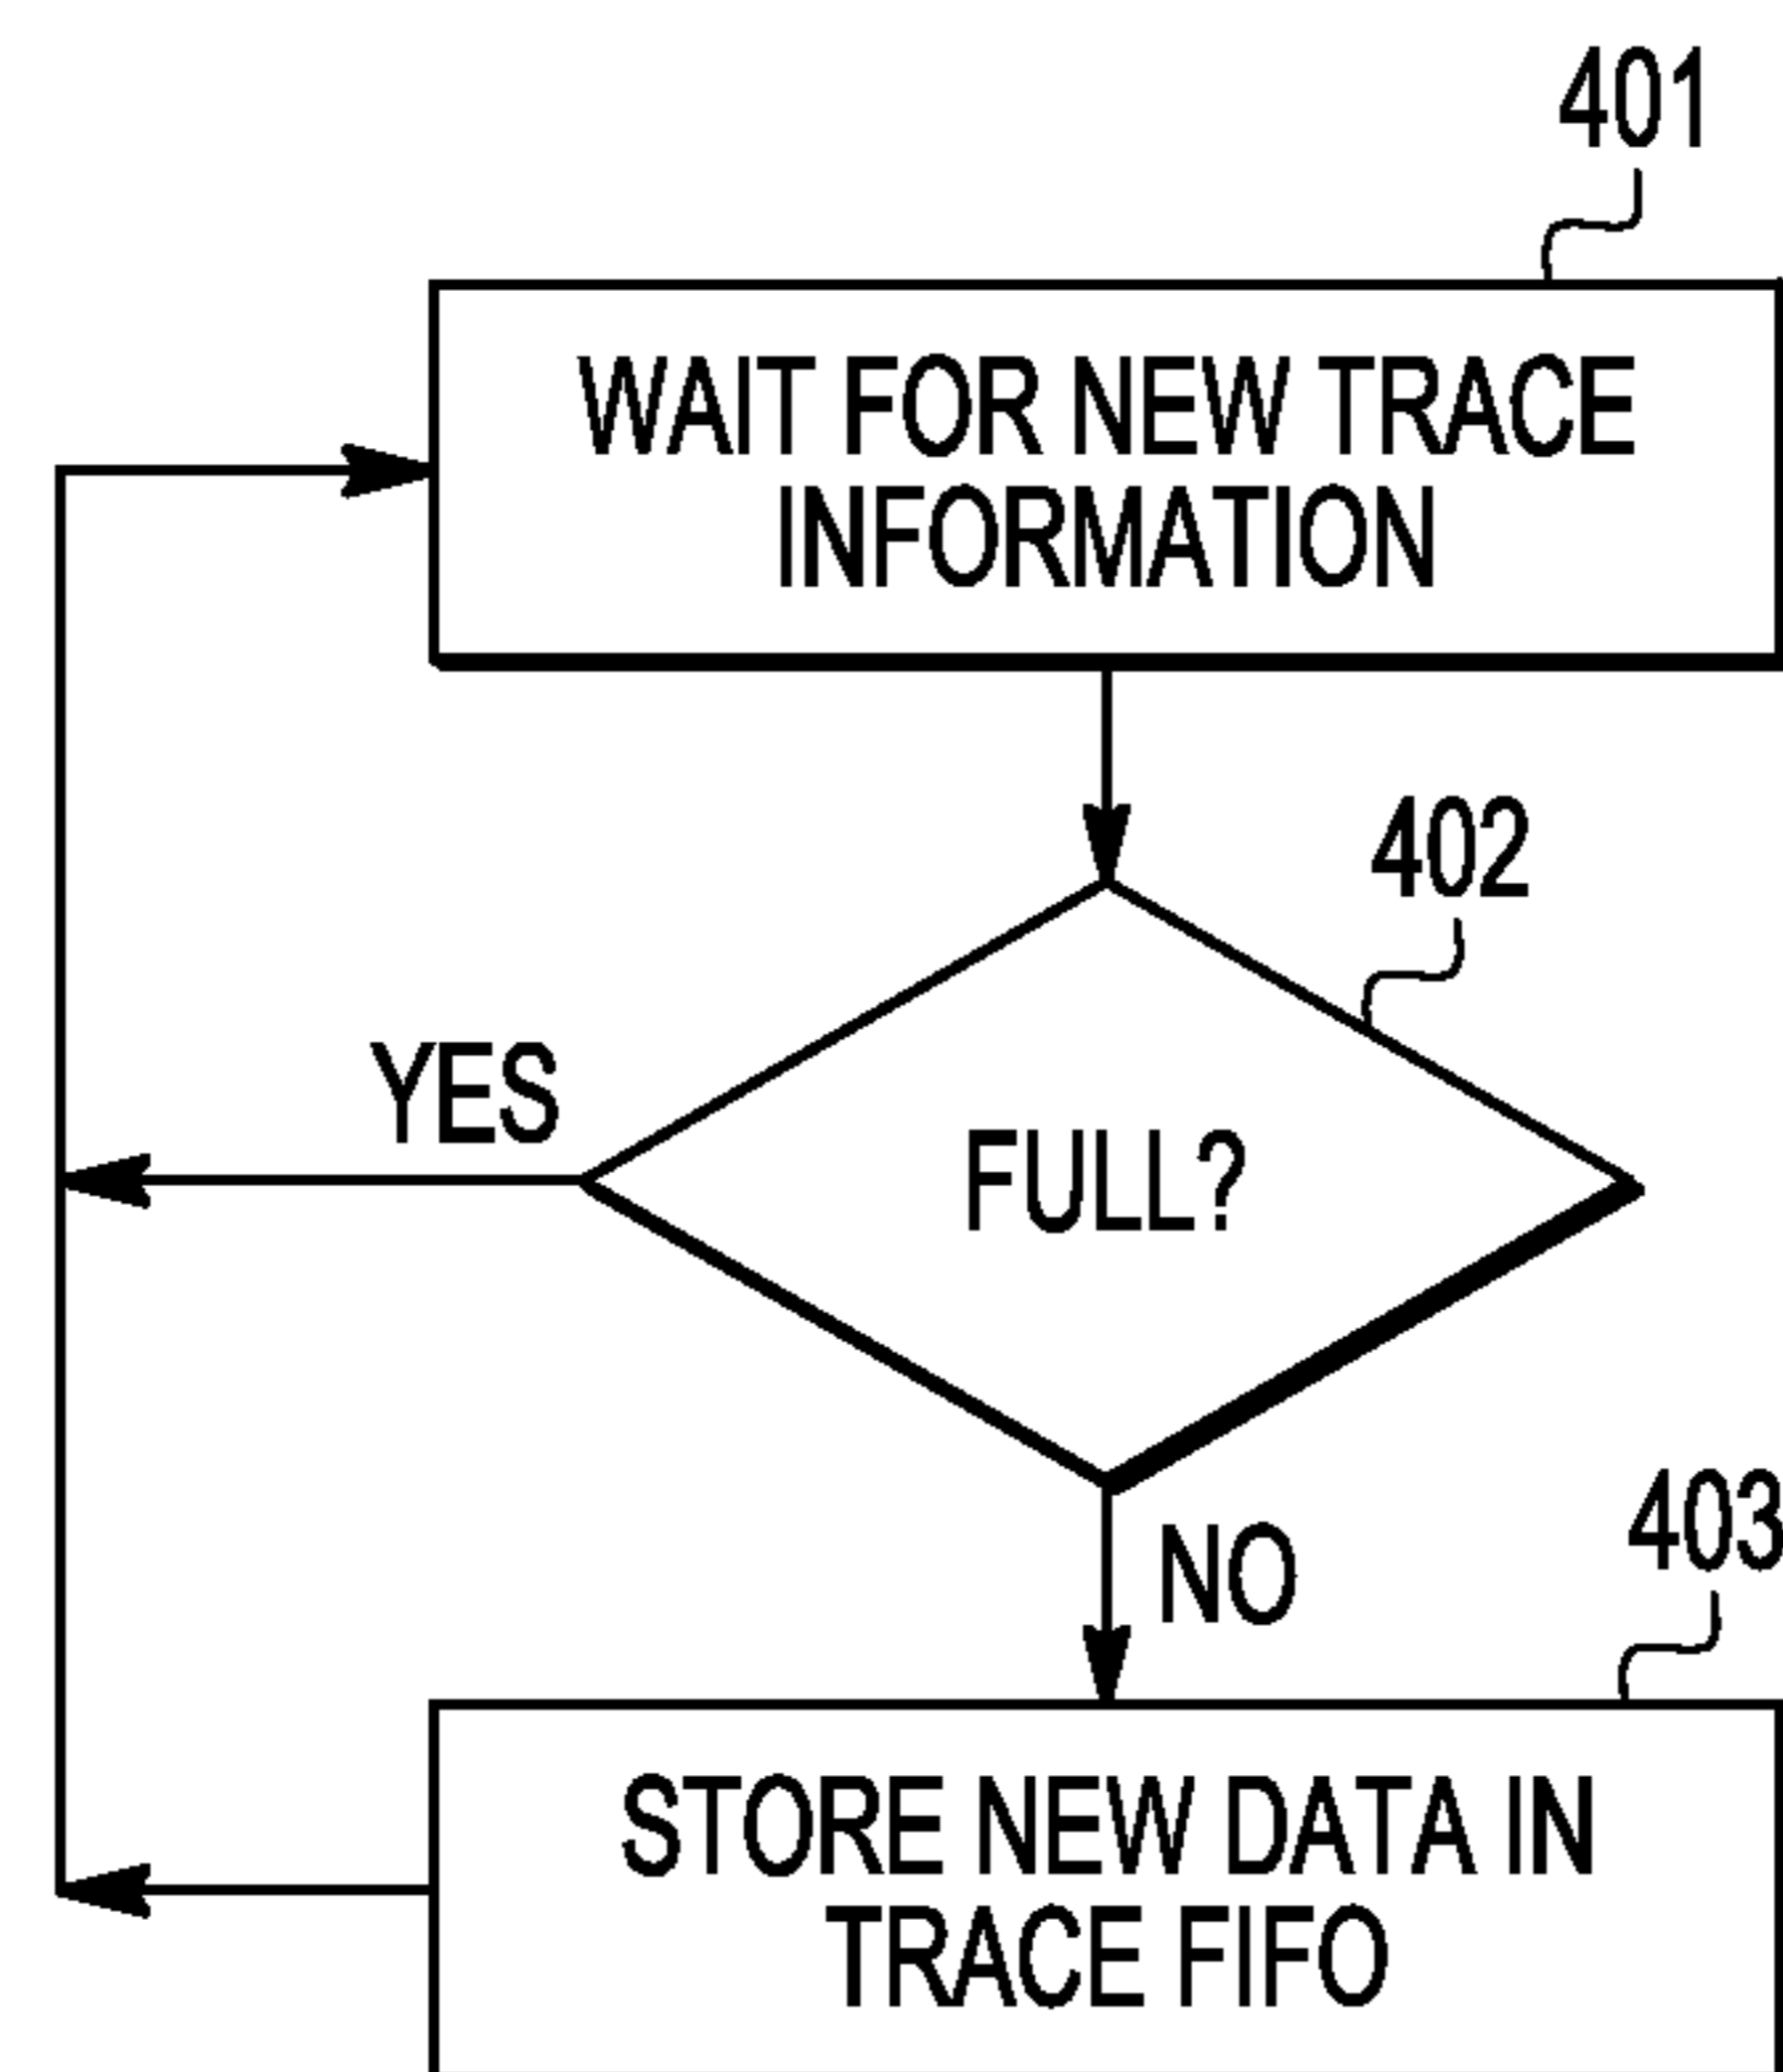 401
WAIT FOR NEW TRACE
INFORMATION
402
YES
FULL?
NO
403
STORE NEW DATA IN
TRACE FIFO